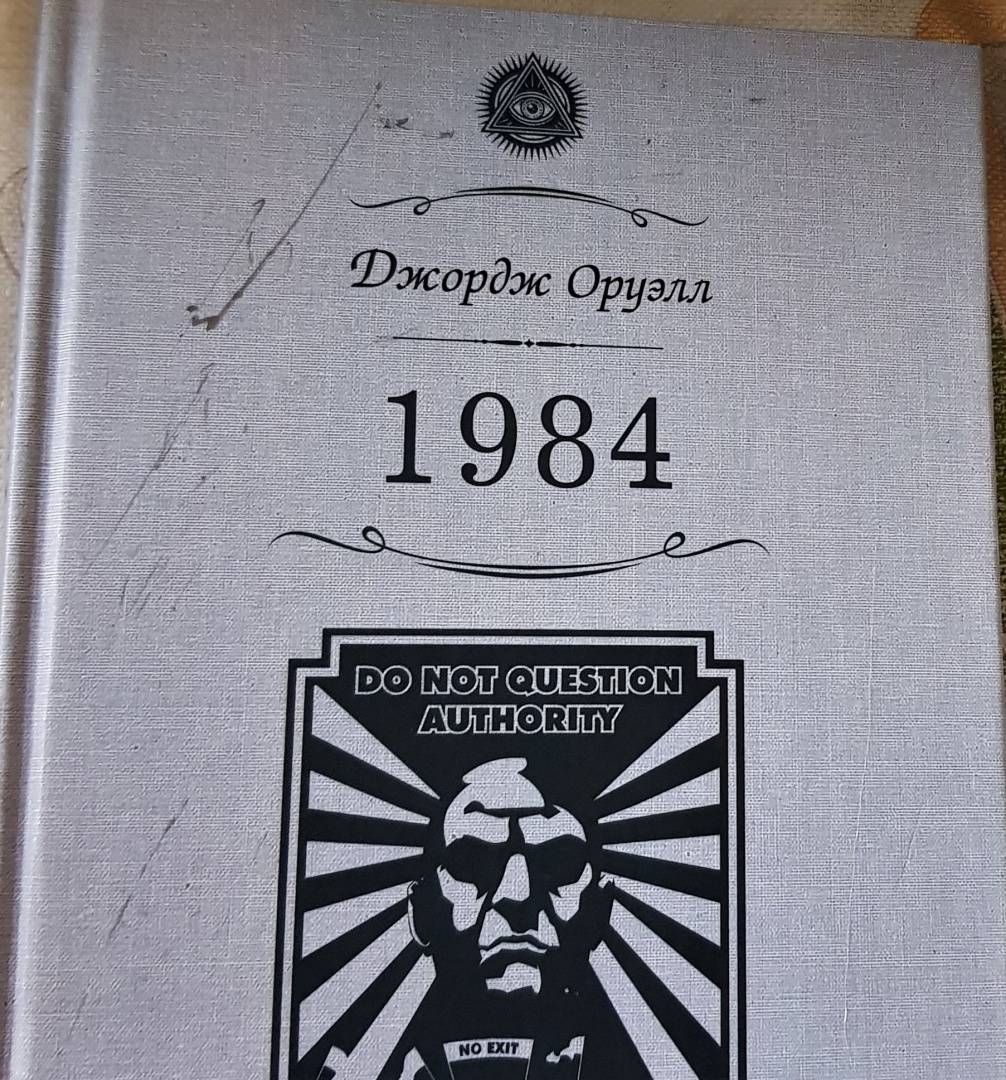 Джордж Оруэлл
1984
DO NOT QUESTION
AUTHORITY
NO EXIT